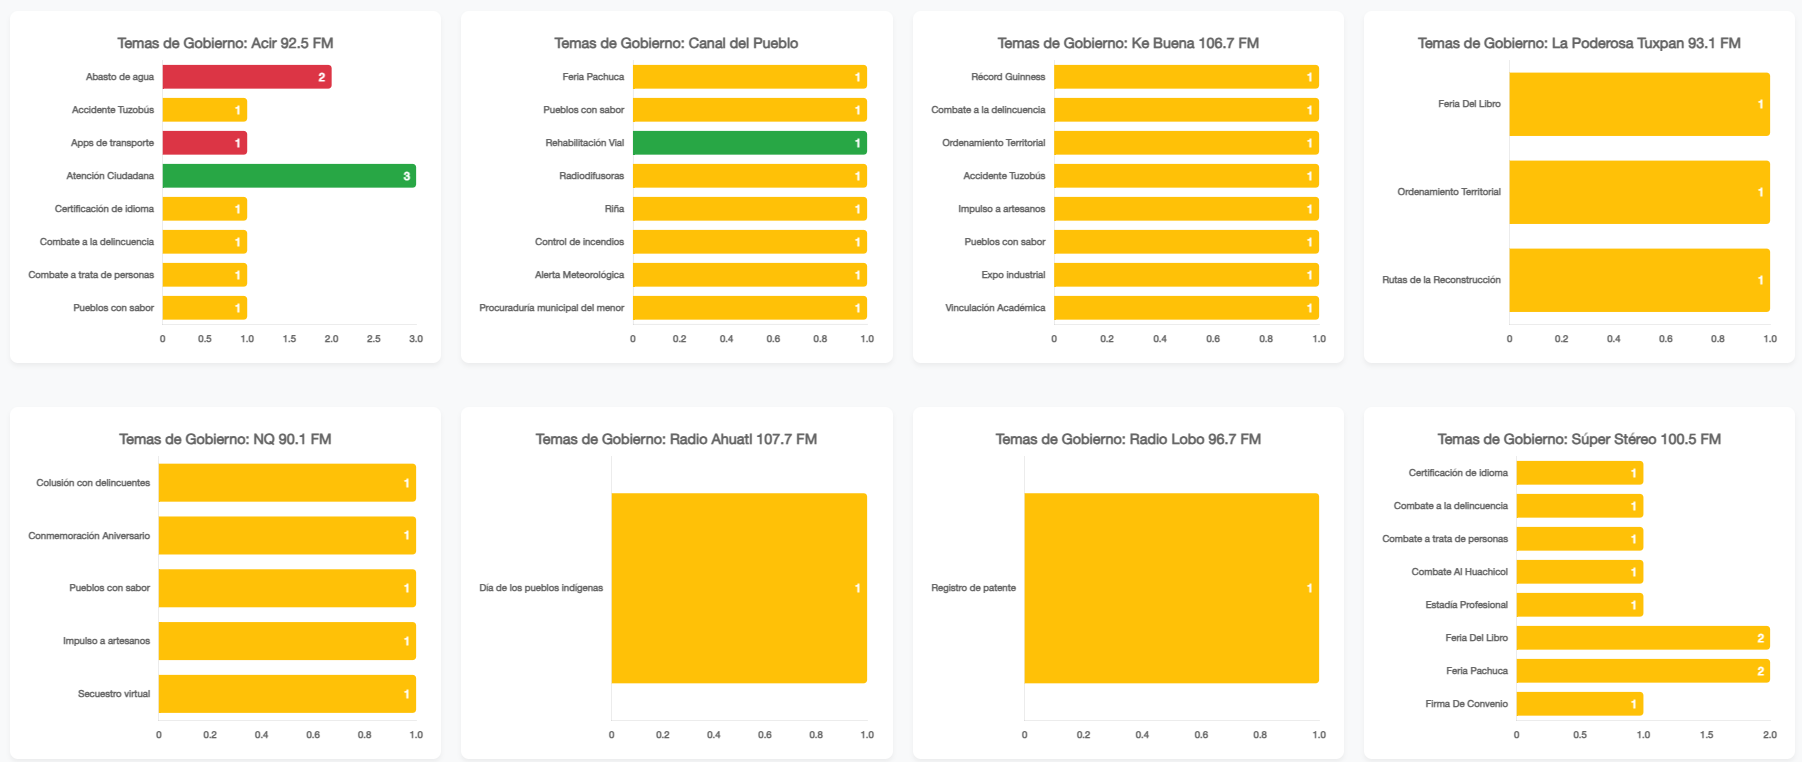 Temas de Gobierno: Acir 92.5 FM
Abasto de agua 2
Accidente Tuzobús 1
Apps de transporte 1
Atención Ciudadana 3
Certificación de idioma 1
Combate a la delincuencia 1
Combate a trata de personas 1
Pueblos con sabor 1
0 0.5 1.0 1.5 2.0 2.5 3.0
Temas de Gobierno: Canal del Pueblo
Feria Pachuca 1
Pueblos con sabor 1
Rehabilitación Vial 1
Radiodifusoras 1
Riña 1
Control de incendios 1
Alerta Meteorológica 1
Procuraduría municipal del menor 1
0 0.2 0.4 0.6 0.8 1.0
Temas de Gobierno: Ke Buena 106.7 FM
Récord Guinness 1
Combate a la delincuencia 1
Ordenamiento Territorial 1
Accidente Tuzobús 1
Impulso a artesanos 1
Pueblos con sabor 1
Expo industrial 1
Vinculación Académica 1
0 0.2 0.4 0.6 0.8 1.0
Temas de Gobierno: La Poderosa Tuxpan 93.1 FM
Feria Del Libro 1
Ordenamiento Territorial 1
Rutas de la Reconstrucción 1
0 0.2 0.4 0.6 0.8 1.0
Temas de Gobierno: NQ 90.1 FM
Colusión con delincuentes 1
Conmemoración Aniversario 1
Pueblos con sabor 1
Impulso a artesanos 1
Secuestro virtual 1
0 0.2 0.4 0.6 0.8 1.0
Temas de Gobierno: Radio Ahuatl 107.7 FM
Día de los pueblos indígenas 1
0 0.2 0.4 0.6 0.8 1.0
Temas de Gobierno: Radio Lobo 96.7 FM
Registro de patente 1
0 0.2 0.4 0.6 0.8 1.0
Temas de Gobierno: Súper Stéreo 100.5 FM
Certificación de idioma 1
Combate a la delincuencia 1
Combate a trata de personas 1
Combate Al Huachicol 1
Estadía Profesional 1
Feria Del Libro 2
Feria Pachuca 2
Firma De Convenio 1
0 0.5 1.0 1.5 2.0